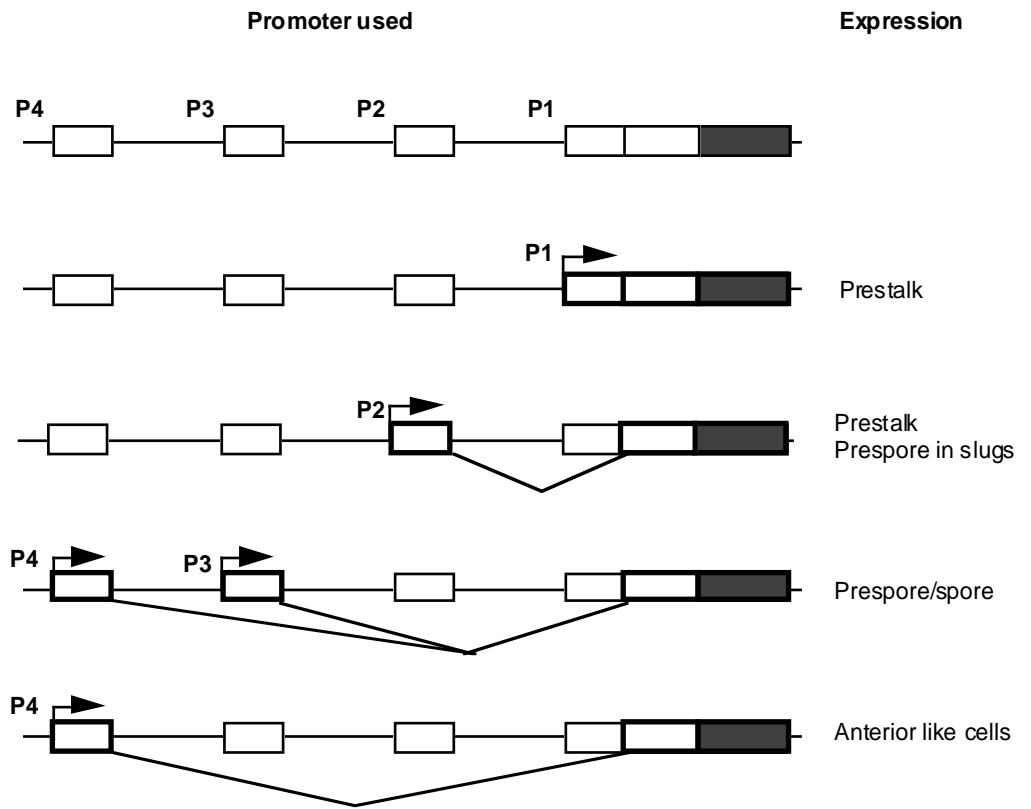 Promoter used Expression
P4 P3 P2 P1
P1
Prestalk
P2
Prestalk
Prespore in slugs
P4 P3
Prespore/spore
P4
Anterior like cells